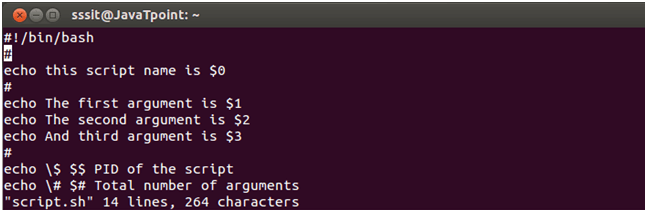 sssit@JavaTpoint: ~
#!/bin/bash
#
echo this script name is $0
#
echo The first argument is $1
echo The second argument is $2
echo And third argument is $3
#
echo \$ $$ PID of the script
echo \# $# Total number of arguments
"script.sh" 14 lines, 264 characters